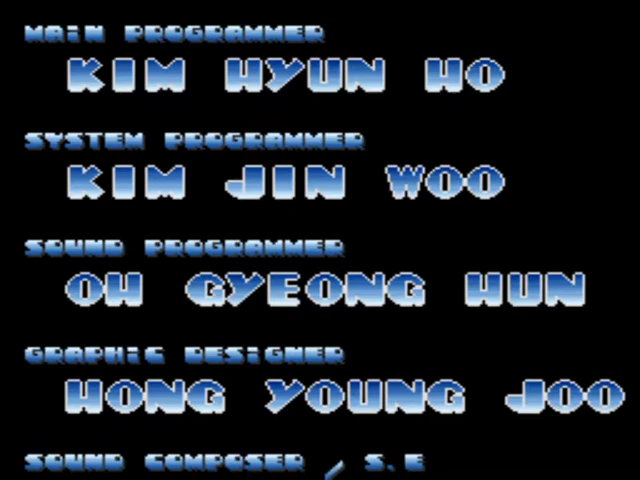 MAiN PROGRAMMER
KIM HYUN HO
SYSTEM PROGRAMMER
KIM JIN WOO
SOUND PROGRAMMER
OH GYEONG HUN
GRAPHiC DESiGNER
HONG YOUNG JOO
SOUND COMPOSER / S.E